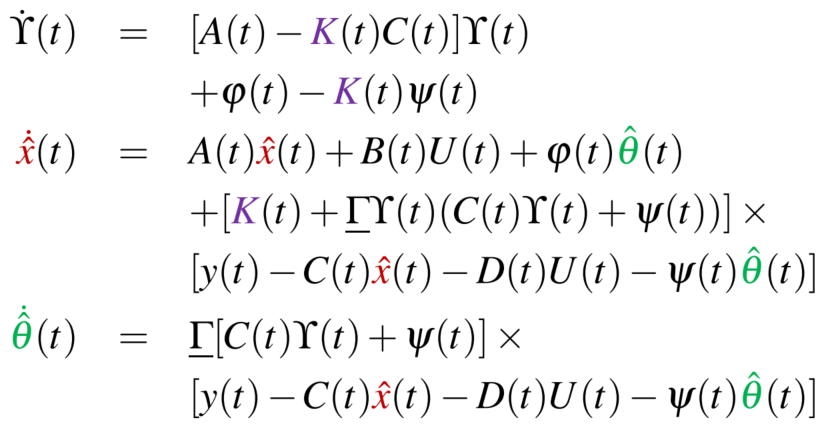 Υ̇(t) = [A(t) − K(t)C(t)]Υ(t)
+φ(t) − K(t)ψ(t)
x̂̇(t) = A(t)x̂(t) + B(t)U(t) + φ(t)θ̂(t)
+[K(t) + Γ̲Υ(t)(C(t)Υ(t) + ψ(t))] ×
[y(t) − C(t)x̂(t) − D(t)U(t) − ψ(t)θ̂(t)]
θ̂̇(t) = Γ̲[C(t)Υ(t) + ψ(t)] ×
[y(t) − C(t)x̂(t) − D(t)U(t) − ψ(t)θ̂(t)]